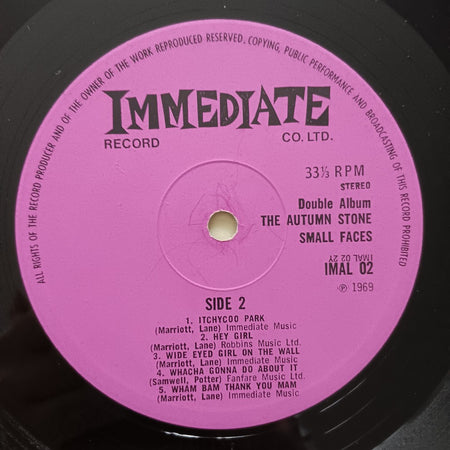 ALL RIGHTS OF THE RECORD PRODUCER AND OF THE OWNER OF THE WORK REPRODUCED RESERVED. COPYING, PUBLIC PERFORMANCE AND BROADCASTING OF THIS RECORD PROHIBITED
IMMEDIATE
RECORD CO. LTD.
33⅓ RPM
STEREO
Double Album
THE AUTUMN STONE
SMALL FACES
IMAL 02 2Y
IMAL 02
℗ 1969
SIDE 2
1. ITCHYCOO PARK
(Marriott, Lane) Immediate Music
2. HEY GIRL
(Marriott, Lane) Robbins Music Ltd.
3. WIDE EYED GIRL ON THE WALL
(Marriott, Lane) Immediate Music
4. WHACHA GONNA DO ABOUT IT
(Samwell, Potter) Fanfare Music Ltd.
5. WHAM BAM THANK YOU MAM
(Marriott, Lane) Immediate Music